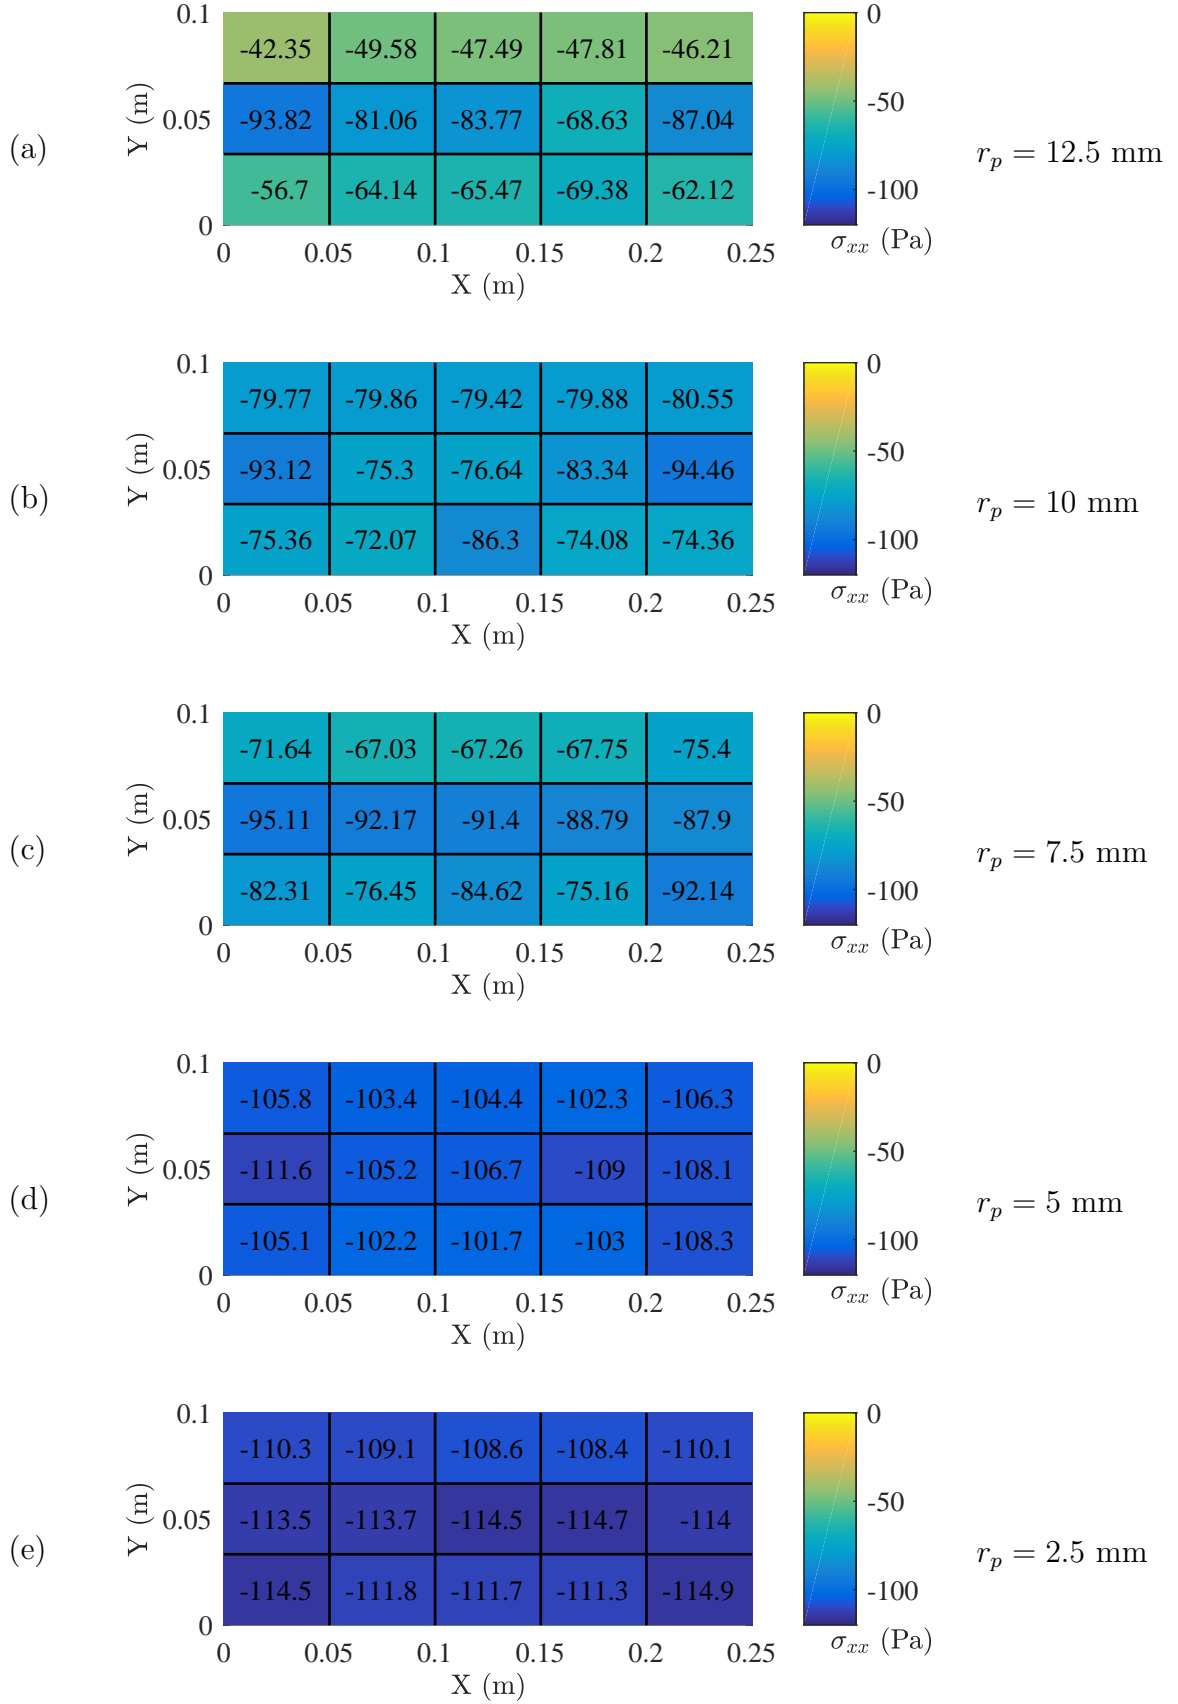 0.1 -42.35 -49.58 -47.49 -47.81 -46.21 0
(a) Y (m) 0.05 -93.82 -81.06 -83.77 -68.63 -87.04 -50 r_p = 12.5 mm
-56.7 -64.14 -65.47 -69.38 -62.12 -100
0 σ_xx (Pa)
0 0.05 0.1 0.15 0.2 0.25
X (m)
0.1 -79.77 -79.86 -79.42 -79.88 -80.55 0
(b) Y (m) 0.05 -93.12 -75.3 -76.64 -83.34 -94.46 -50 r_p = 10 mm
-75.36 -72.07 -86.3 -74.08 -74.36 -100
0 σ_xx (Pa)
0 0.05 0.1 0.15 0.2 0.25
X (m)
0.1 -71.64 -67.03 -67.26 -67.75 -75.4 0
(c) Y (m) 0.05 -95.11 -92.17 -91.4 -88.79 -87.9 -50 r_p = 7.5 mm
-82.31 -76.45 -84.62 -75.16 -92.14 -100
0 σ_xx (Pa)
0 0.05 0.1 0.15 0.2 0.25
X (m)
0.1 -105.8 -103.4 -104.4 -102.3 -106.3 0
(d) Y (m) 0.05 -111.6 -105.2 -106.7 -109 -108.1 -50 r_p = 5 mm
-105.1 -102.2 -101.7 -103 -108.3 -100
0 σ_xx (Pa)
0 0.05 0.1 0.15 0.2 0.25
X (m)
0.1 -110.3 -109.1 -108.6 -108.4 -110.1 0
(e) Y (m) 0.05 -113.5 -113.7 -114.5 -114.7 -114 -50 r_p = 2.5 mm
-114.5 -111.8 -111.7 -111.3 -114.9 -100
0 σ_xx (Pa)
0 0.05 0.1 0.15 0.2 0.25
X (m)